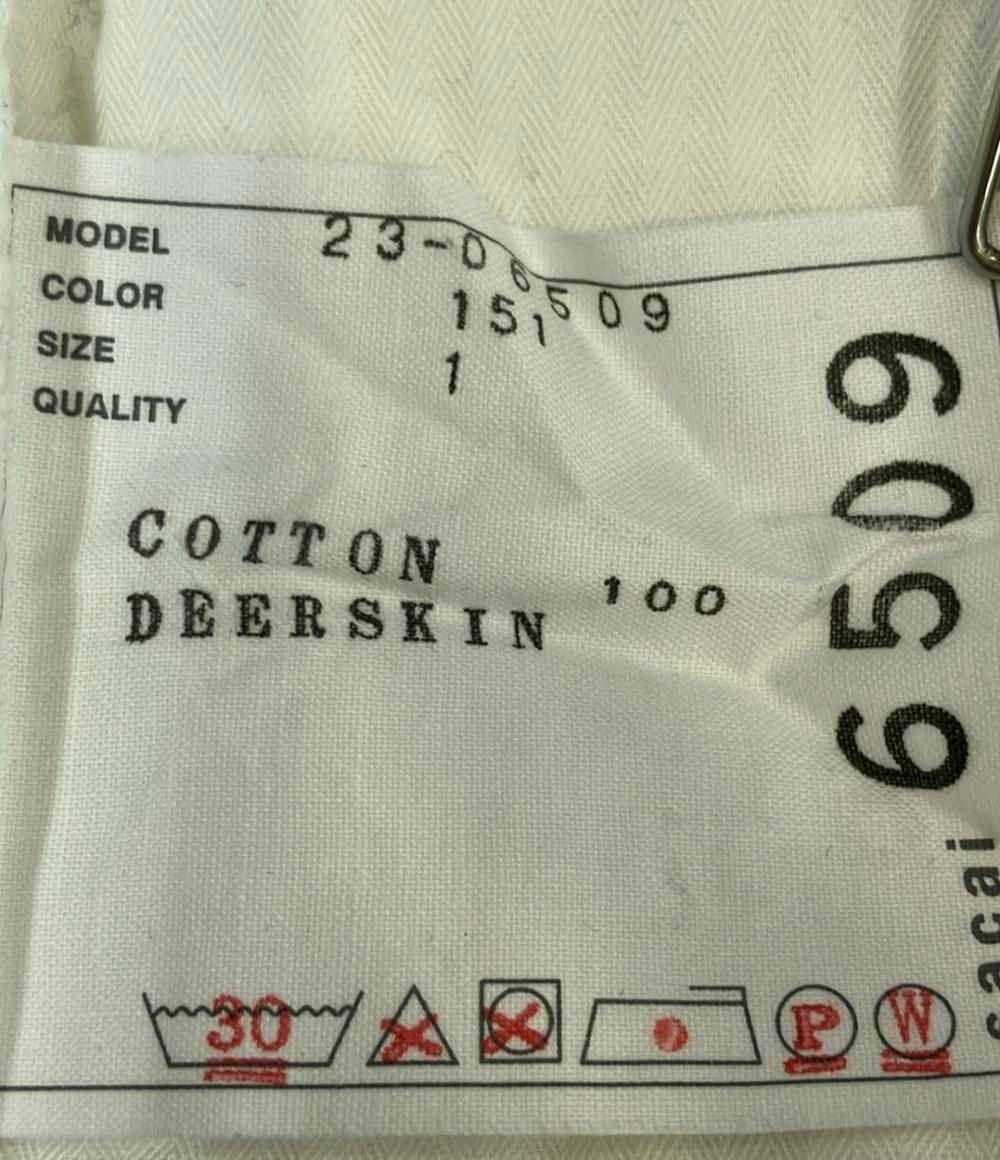 MODEL 23-06509
COLOR 151
SIZE 1
QUALITY
COTTON 100
DEERSKIN
6509
sacai
30
P
W